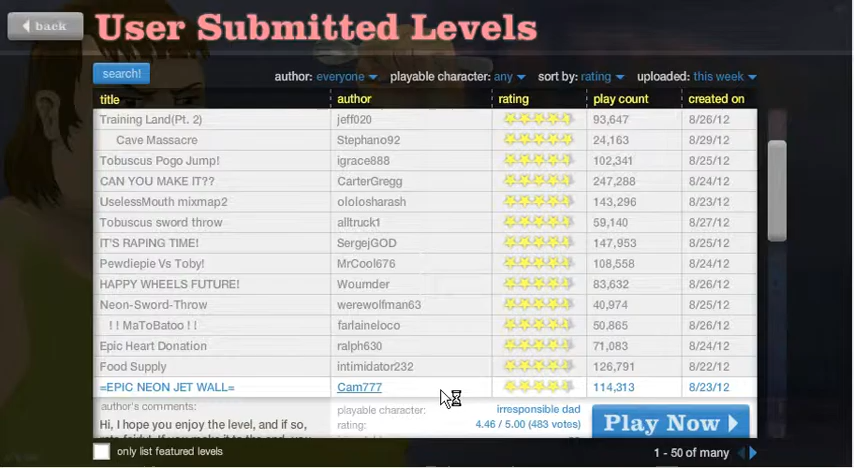 back
User Submitted Levels
search!
author: everyone playable character: any sort by: rating uploaded: this week
title author rating play count created on
Training Land(Pt. 2) jeff020 93,647 8/26/12
Cave Massacre Stephano92 24,163 8/29/12
Tobuscus Pogo Jump! igrace888 102,341 8/25/12
CAN YOU MAKE IT?? CarterGregg 247,288 8/24/12
UselessMouth mixmap2 ololosharash 143,296 8/23/12
Tobuscus sword throw alltruck1 59,140 8/27/12
IT'S RAPING TIME! SergejGOD 147,953 8/25/12
Pewdiepie Vs Toby! MrCool676 108,558 8/24/12
HAPPY WHEELS FUTURE! Wournder 83,632 8/26/12
Neon-Sword-Throw werewolfman63 40,974 8/25/12
! ! MaToBatoo ! ! farlaineloco 50,865 8/26/12
Epic Heart Donation ralph630 71,083 8/24/12
Food Supply intimidator232 126,791 8/22/12
=EPIC NEON JET WALL= Cam777 114,313 8/23/12
author's comments:
Hi, I hope you enjoy the level, and if so,
playable character: irresponsible dad
rating: 4.46 / 5.00 (483 votes)
Play Now
only list featured levels
1 - 50 of many